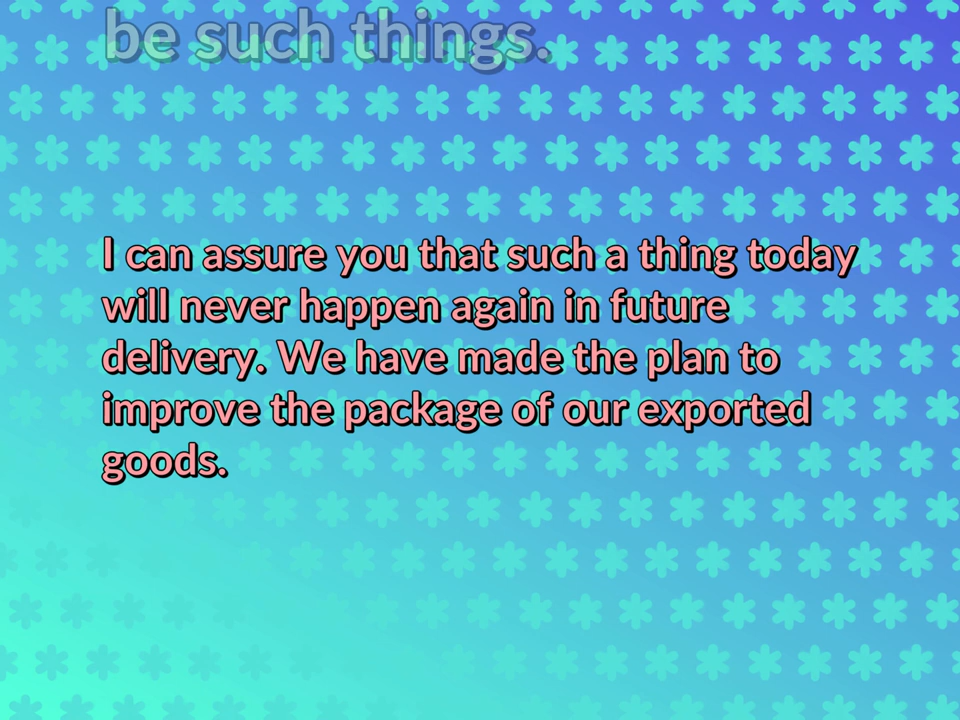 be such things.
I can assure you that such a thing today
will never happen again in future
delivery. We have made the plan to
improve the package of our exported
goods.